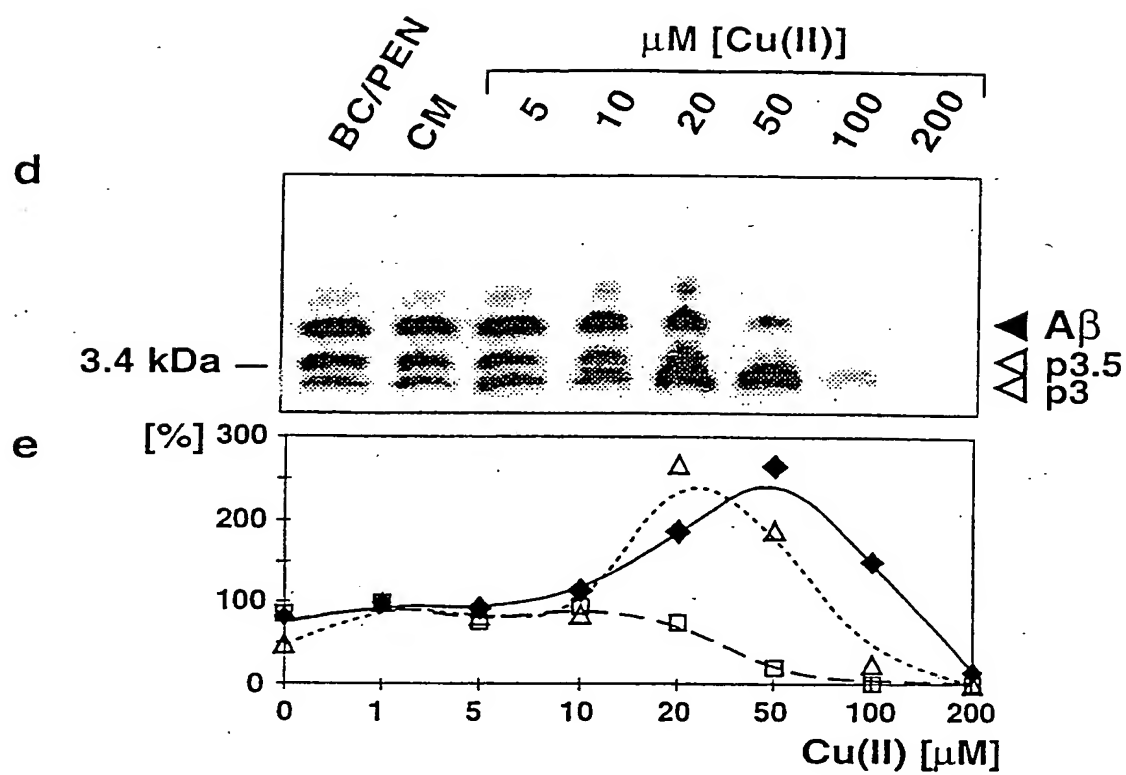 µM [Cu(II)]
BC/PEN CM 5 10 20 50 100 200
d
Aβ
3.4 kDa
p3.5
p3
e
[%] 300
200
100
0
0 1 5 10 20 50 100 200
Cu(II) [µM]